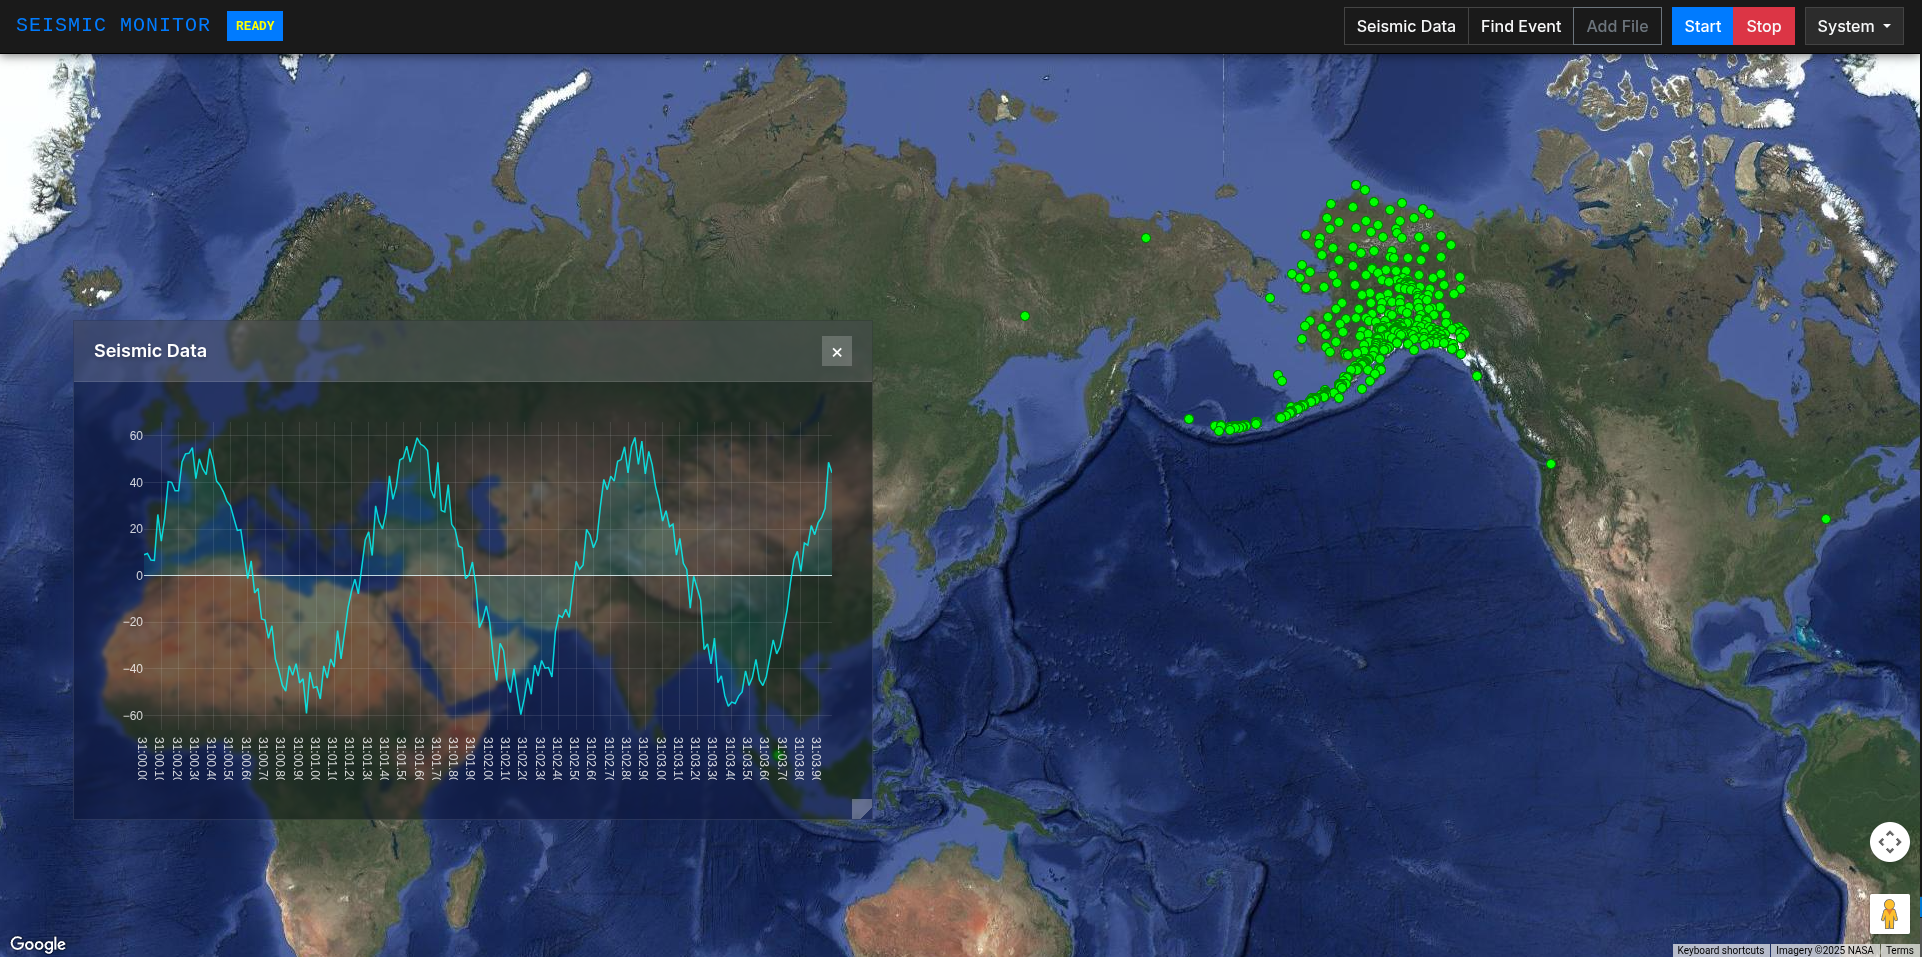 SEISMIC MONITOR READY Seismic Data Find Event Add File Start Stop System
Seismic Data ×
60
40
20
0
−20
−40
−60
31:00.0( 31:00.1( 31:00.2( 31:00.3( 31:00.4( 31:00.5( 31:00.6( 31:00.7( 31:00.8( 31:00.9( 31:01.0( 31:01.1( 31:01.2( 31:01.3( 31:01.4( 31:01.5( 31:01.6( 31:01.7( 31:01.8( 31:01.9( 31:02.0( 31:02.1( 31:02.2( 31:02.3( 31:02.4( 31:02.5( 31:02.6( 31:02.7( 31:02.8( 31:02.9( 31:03.0( 31:03.1( 31:03.2( 31:03.3( 31:03.4( 31:03.5( 31:03.6( 31:03.7( 31:03.8( 31:03.9(
Google
Keyboard shortcuts Imagery ©2025 NASA Terms